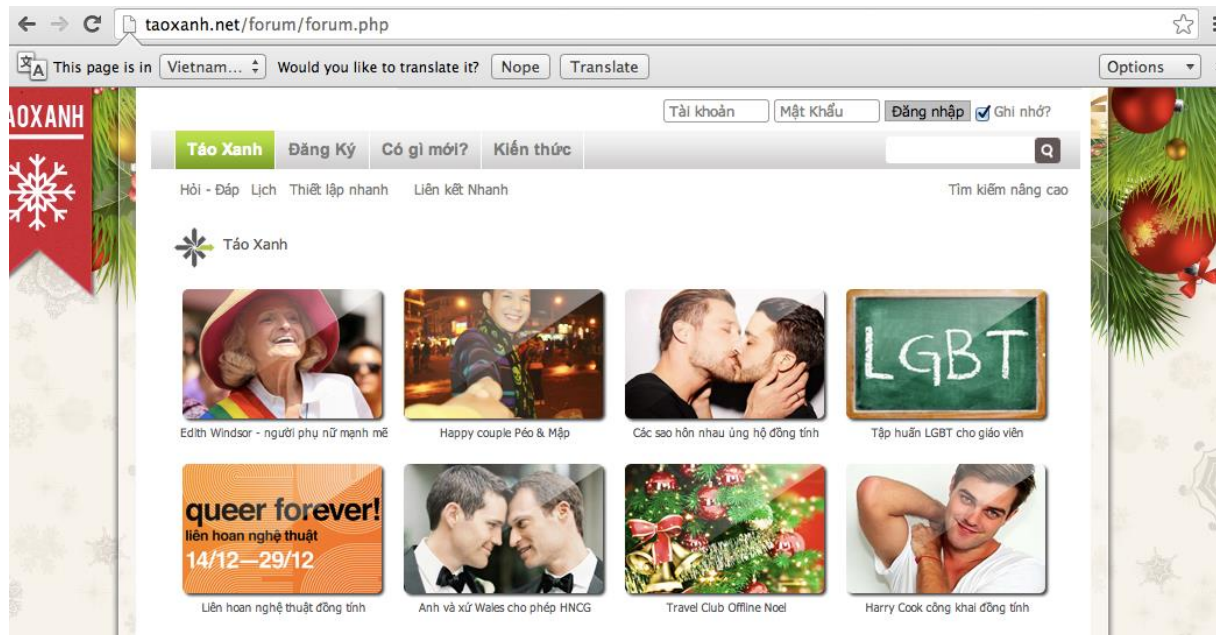 taoxanh.net/forum/forum.php
This page is in Vietnam... Would you like to translate it? Nope Translate Options
AOXANH
Tài khoản Mật Khẩu Đăng nhập Ghi nhớ?
Táo Xanh Đăng Ký Có gì mới? Kiến thức
Hỏi - Đáp Lịch Thiết lập nhanh Liên kết Nhanh Tìm kiếm nâng cao
Táo Xanh
LGBT
Edith Windsor - người phụ nữ mạnh mẽ
Happy couple Péo & Mập
Các sao hôn nhau ủng hộ đồng tính
Tập huấn LGBT cho giáo viên
queer forever!
liên hoan nghệ thuật
14/12—29/12
Liên hoan nghệ thuật đồng tính
Anh và xứ Wales cho phép HNCG
Travel Club Offline Noel
Harry Cook công khai đồng tính